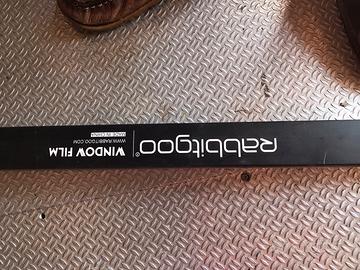 Rabbitgoo®
WINDOW FILM
WWW.RABBITGOO.COM
MADE IN CHINA